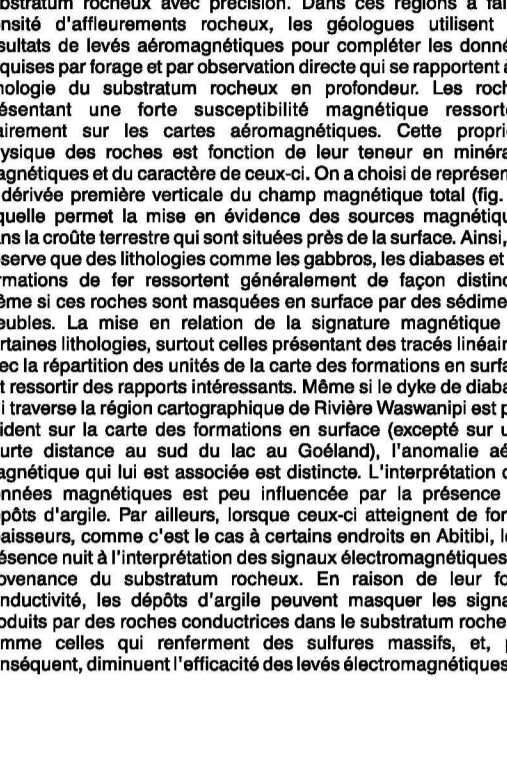 bstratum rocheux avec précision. Dans ces régions à fai
nsité d'affleurements rocheux, les géologues utilisent
sultats de levés aéromagnétiques pour compléter les donné
quises par forage et par observation directe qui se rapportent à
nologie du substratum rocheux en profondeur. Les roch
ésentant une forte susceptibilité magnétique ressorte
airement sur les cartes aéromagnétiques. Cette proprié
ysique des roches est fonction de leur teneur en minéra
agnétiques et du caractère de ceux-ci. On a choisi de représen
dérivée première verticale du champ magnétique total (fig.
quelle permet la mise en évidence des sources magnétiqu
ns la croûte terrestre qui sont situées près de la surface. Ainsi,
serve que des lithologies comme les gabbros, les diabases et
rmations de fer ressortent généralement de façon distinc
ême si ces roches sont masquées en surface par des sédime
eubles. La mise en relation de la signature magnétique
rtaines lithologies, surtout celles présentant des tracés linéair
ec la répartition des unités de la carte des formations en surfa
t ressortir des rapports intéressants. Même si le dyke de diaba
i traverse la région cartographique de Rivière Waswanipi est p
ident sur la carte des formations en surface (excepté sur u
urte distance au sud du lac au Goéland), l'anomalie aé
agnétique qui lui est associée est distincte. L'interprétation d
nnées magnétiques est peu influencée par la présence
pôts d'argile. Par ailleurs, lorsque ceux-ci atteignent de for
aisseurs, comme c'est le cas à certains endroits en Abitibi, le
ésence nuit à l'interprétation des signaux électromagnétiques
ovenance du substratum rocheux. En raison de leur fo
nductivité, les dépôts d'argile peuvent masquer les signa
oduits par des roches conductrices dans le substratum roche
mme celles qui renferment des sulfures massifs, et, p
nséquent, diminuent l'efficacité des levés électromagnétiques